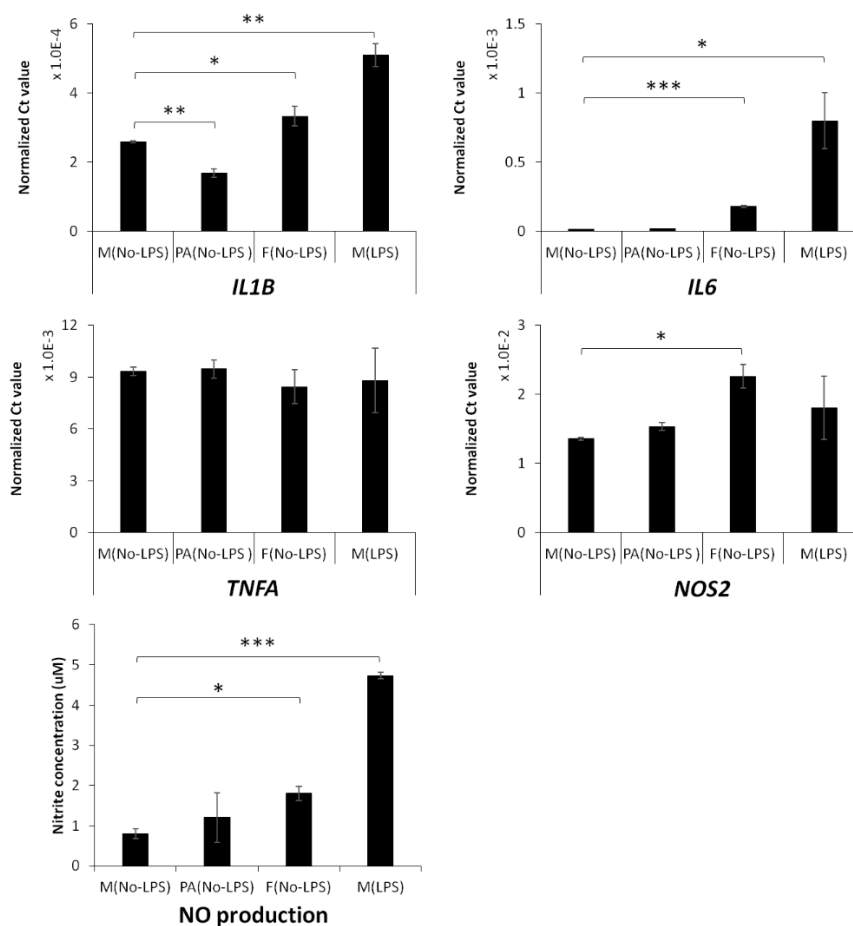 Normalized Ct value
x 1.0E-4
6
4
2
0
**
*
**
M(No-LPS) PA(No-LPS) F(No-LPS) M(LPS)
IL1B
Normalized Ct value
x 1.0E-3
1.5
1
0.5
0
*
***
M(No-LPS) PA(No-LPS) F(No-LPS) M(LPS)
IL6
Normalized Ct value
x 1.0E-3
12
9
6
3
0
M(No-LPS) PA(No-LPS) F(No-LPS) M(LPS)
TNFA
Normalized Ct value
x 1.0E-2
3
2
1
0
*
M(No-LPS) PA(No-LPS) F(No-LPS) M(LPS)
NOS2
Nitrite concentration (uM)
6
5
4
3
2
1
0
***
*
M(No-LPS) PA(No-LPS) F(No-LPS) M(LPS)
NO production